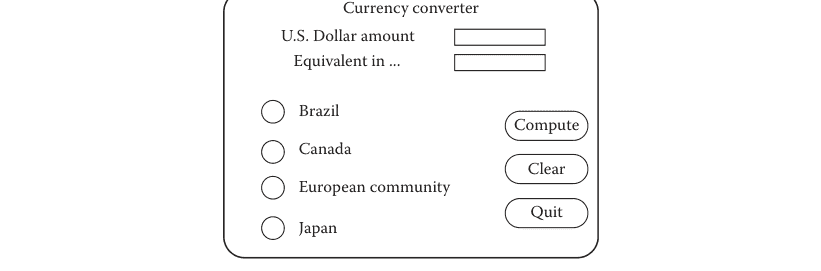 Currency converter
U.S. Dollar amount
Equivalent in ...
Brazil
Canada
European community
Japan
Compute
Clear
Quit